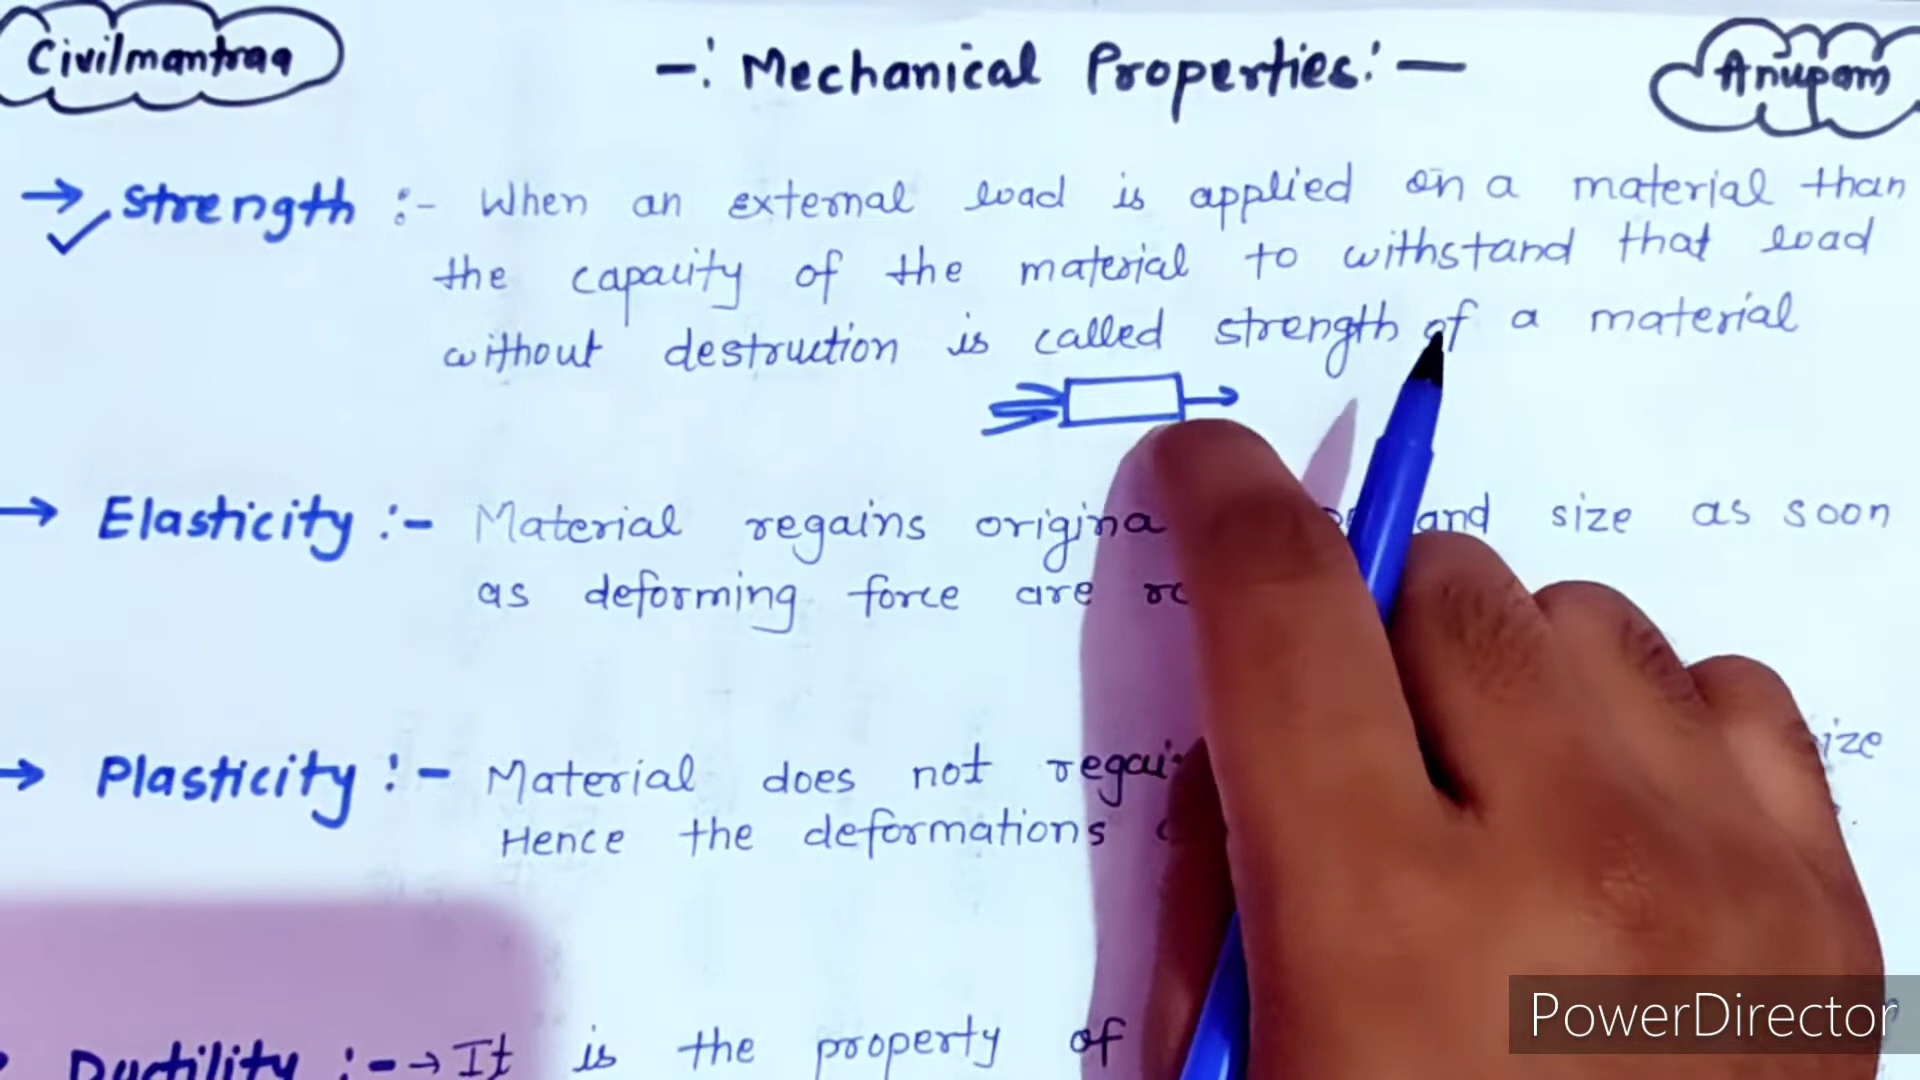 Civilmantraa
-: Mechanical Properties :-
Anupam
→ Strength :- When an external load is applied on a material than
the capacity of the material to withstand that load
without destruction is called strength of a material
→ Elasticity :- Material regains and size as soon
as deforming force are
→ Plasticity :- Material does not size
Hence the deformations
Ductility :- → It is the property of
PowerDirector